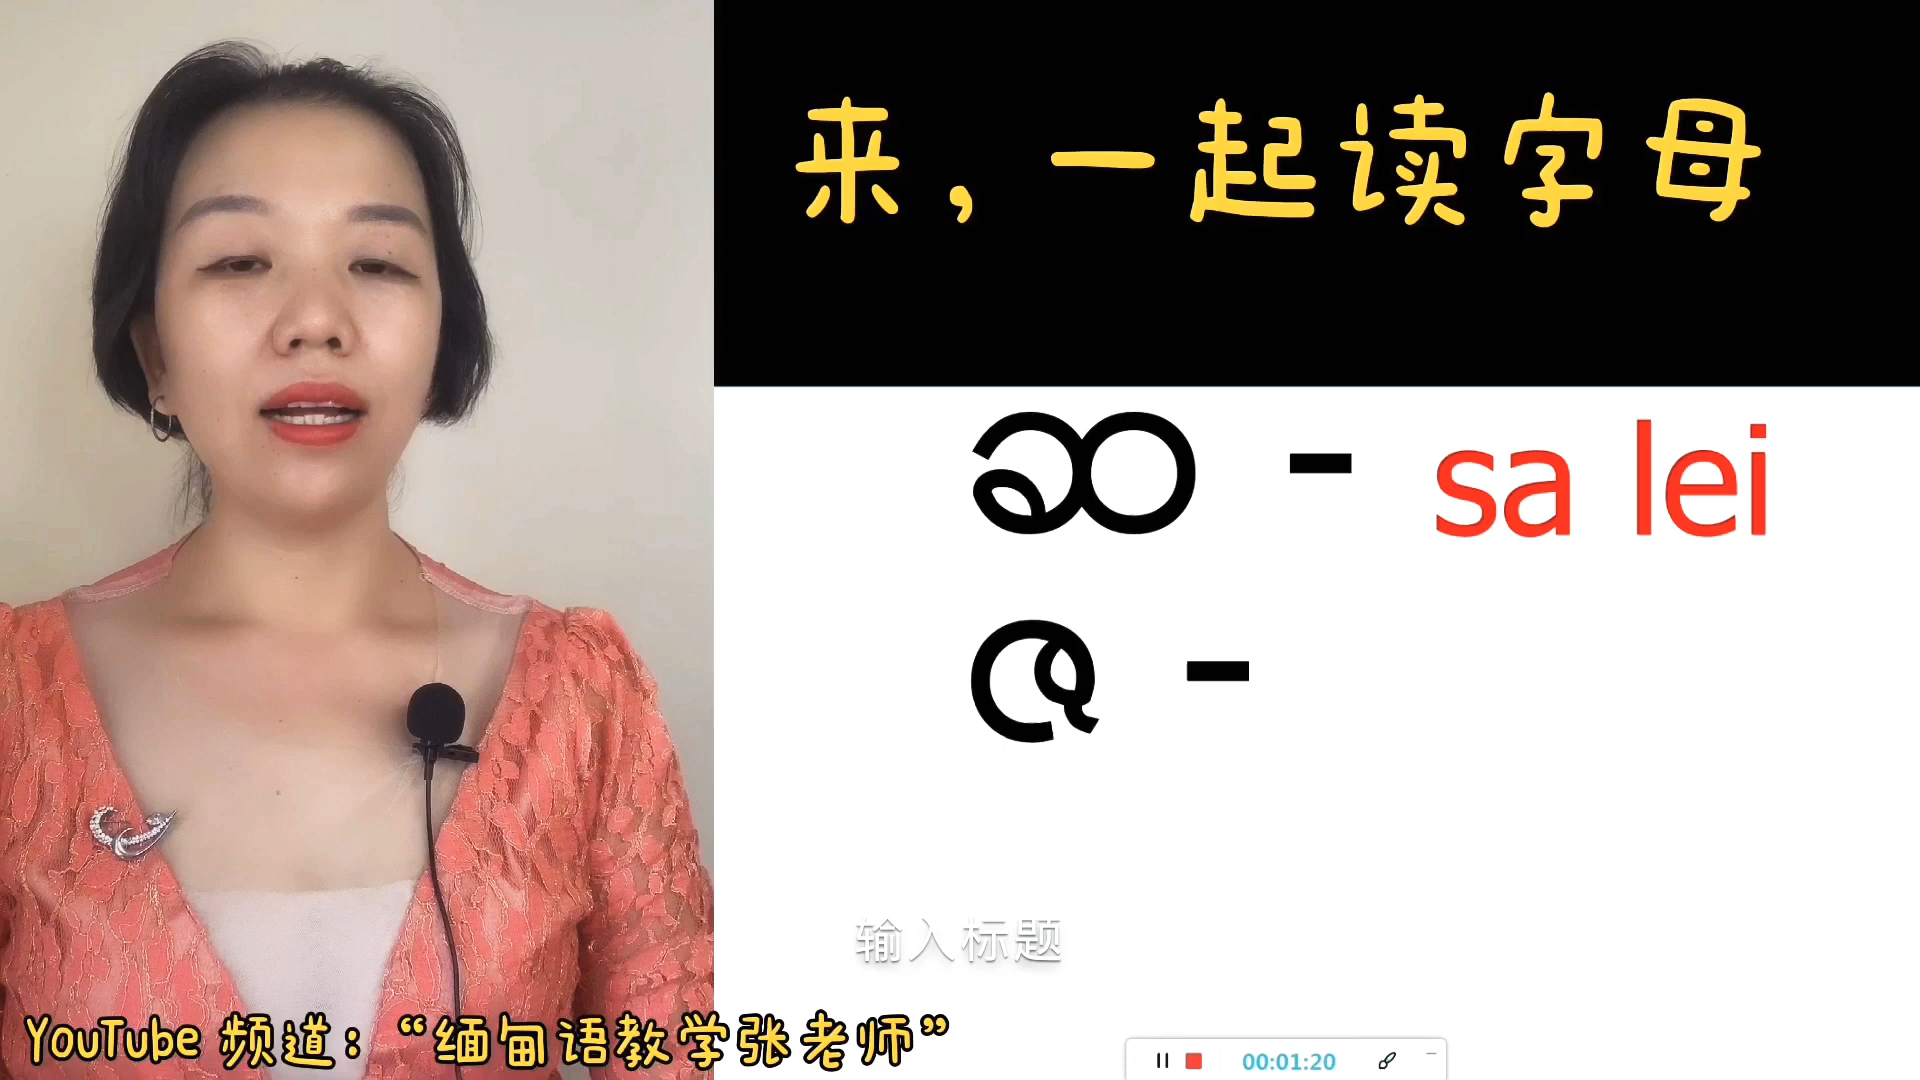 来，一起读字母
ဆ - sa lei
ဇ -
输入标题
YouTube 频道：“缅甸语教学张老师”
00:01:20